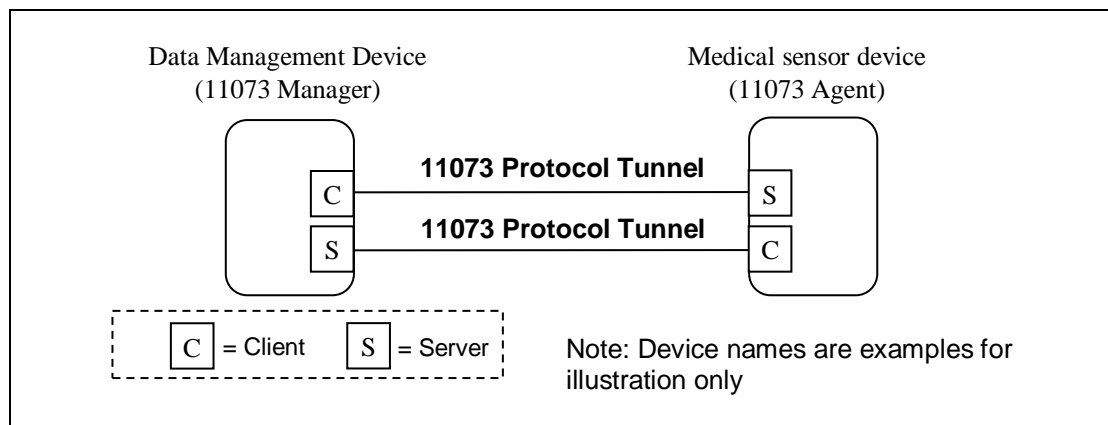 Data Management Device
(11073 Manager)
Medical sensor device
(11073 Agent)
11073 Protocol Tunnel
C
S
11073 Protocol Tunnel
S
C
C = Client
S = Server
Note: Device names are examples for
illustration only